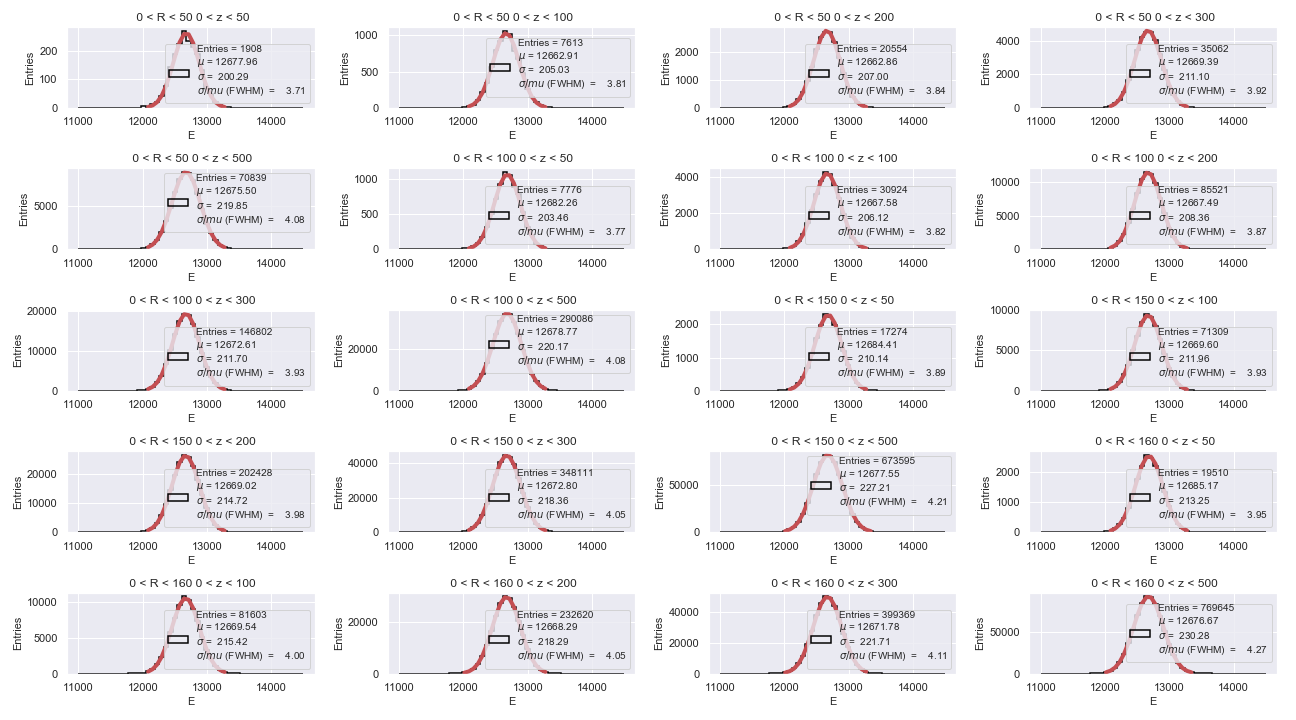 0 < R < 50 0 < z < 50
Entries
200
100
0
Entries = 1908
μ = 12677.96
σ = 200.29
σ/mu (FWHM) = 3.71
11000 12000 13000 14000
E
0 < R < 50 0 < z < 100
Entries
1000
500
0
Entries = 7613
μ = 12662.91
σ = 205.03
σ/mu (FWHM) = 3.81
11000 12000 13000 14000
E
0 < R < 50 0 < z < 200
Entries
2000
1000
0
Entries = 20554
μ = 12662.86
σ = 207.00
σ/mu (FWHM) = 3.84
11000 12000 13000 14000
E
0 < R < 50 0 < z < 300
Entries
4000
2000
0
Entries = 35062
μ = 12669.39
σ = 211.10
σ/mu (FWHM) = 3.92
11000 12000 13000 14000
E
0 < R < 50 0 < z < 500
Entries
5000
0
Entries = 70839
μ = 12675.50
σ = 219.85
σ/mu (FWHM) = 4.08
11000 12000 13000 14000
E
0 < R < 100 0 < z < 50
Entries
1000
500
0
Entries = 7776
μ = 12682.26
σ = 203.46
σ/mu (FWHM) = 3.77
11000 12000 13000 14000
E
0 < R < 100 0 < z < 100
Entries
4000
2000
0
Entries = 30924
μ = 12667.58
σ = 206.12
σ/mu (FWHM) = 3.82
11000 12000 13000 14000
E
0 < R < 100 0 < z < 200
Entries
10000
5000
0
Entries = 85521
μ = 12667.49
σ = 208.36
σ/mu (FWHM) = 3.87
11000 12000 13000 14000
E
0 < R < 100 0 < z < 300
Entries
20000
10000
0
Entries = 146802
μ = 12672.61
σ = 211.70
σ/mu (FWHM) = 3.93
11000 12000 13000 14000
E
0 < R < 100 0 < z < 500
Entries
20000
0
Entries = 290086
μ = 12678.77
σ = 220.17
σ/mu (FWHM) = 4.08
11000 12000 13000 14000
E
0 < R < 150 0 < z < 50
Entries
2000
1000
0
Entries = 17274
μ = 12684.41
σ = 210.14
σ/mu (FWHM) = 3.89
11000 12000 13000 14000
E
0 < R < 150 0 < z < 100
Entries
10000
5000
0
Entries = 71309
μ = 12669.60
σ = 211.96
σ/mu (FWHM) = 3.93
11000 12000 13000 14000
E
0 < R < 150 0 < z < 200
Entries
20000
10000
0
Entries = 202428
μ = 12669.02
σ = 214.72
σ/mu (FWHM) = 3.98
11000 12000 13000 14000
E
0 < R < 150 0 < z < 300
Entries
40000
20000
0
Entries = 348111
μ = 12672.80
σ = 218.36
σ/mu (FWHM) = 4.05
11000 12000 13000 14000
E
0 < R < 150 0 < z < 500
Entries
50000
0
Entries = 673595
μ = 12677.55
σ = 227.21
σ/mu (FWHM) = 4.21
11000 12000 13000 14000
E
0 < R < 160 0 < z < 50
Entries
2000
1000
0
Entries = 19510
μ = 12685.17
σ = 213.25
σ/mu (FWHM) = 3.95
11000 12000 13000 14000
E
0 < R < 160 0 < z < 100
Entries
10000
5000
0
Entries = 81603
μ = 12669.54
σ = 215.42
σ/mu (FWHM) = 4.00
11000 12000 13000 14000
E
0 < R < 160 0 < z < 200
Entries
20000
0
Entries = 232620
μ = 12668.29
σ = 218.29
σ/mu (FWHM) = 4.05
11000 12000 13000 14000
E
0 < R < 160 0 < z < 300
Entries
40000
20000
0
Entries = 399369
μ = 12671.78
σ = 221.71
σ/mu (FWHM) = 4.11
11000 12000 13000 14000
E
0 < R < 160 0 < z < 500
Entries
50000
0
Entries = 769645
μ = 12676.67
σ = 230.28
σ/mu (FWHM) = 4.27
11000 12000 13000 14000
E